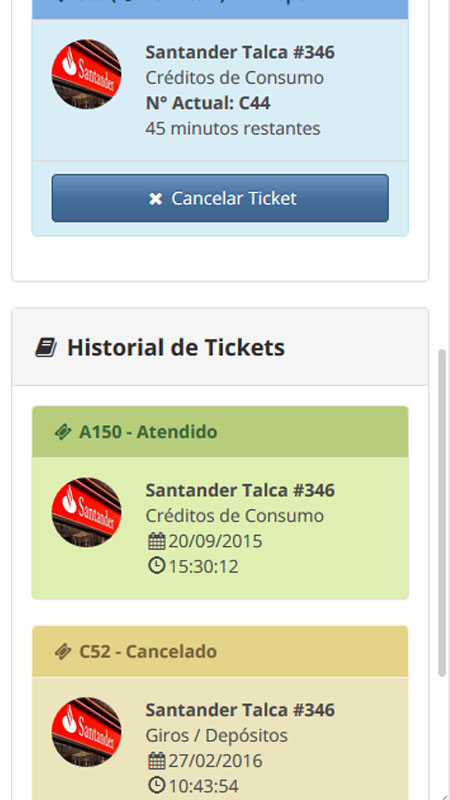 Santander Talca #346
Santander
Créditos de Consumo
N° Actual: C44
45 minutos restantes
Cancelar Ticket
Historial de Tickets
A150 - Atendido
Santander Talca #346
Santander
Créditos de Consumo
20/09/2015
15:30:12
C52 - Cancelado
Santander Talca #346
Santander
Giros / Depósitos
27/02/2016
10:43:54